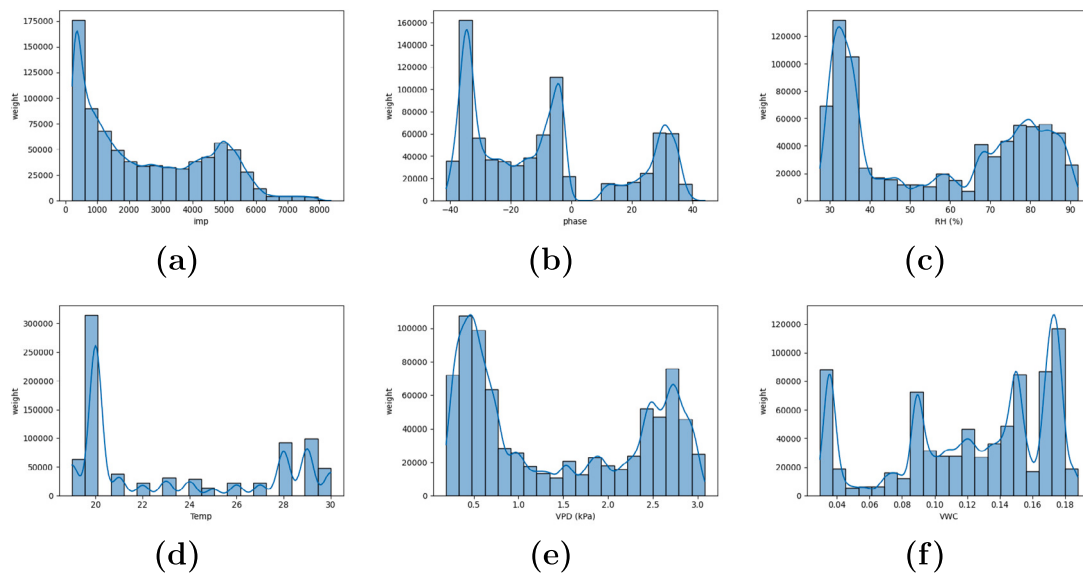 175000
150000
125000
100000
75000
50000
25000
0
weight
0 1000 2000 3000 4000 5000 6000 7000 8000
imp
(a)
160000
140000
120000
100000
80000
60000
40000
20000
0
weight
−40 −20 0 20 40
phase
(b)
120000
100000
80000
60000
40000
20000
0
weight
30 40 50 60 70 80 90
RH (%)
(c)
300000
250000
200000
150000
100000
50000
0
weight
20 22 24 26 28 30
Temp
(d)
100000
80000
60000
40000
20000
0
weight
0.5 1.0 1.5 2.0 2.5 3.0
VPD (kPa)
(e)
120000
100000
80000
60000
40000
20000
0
weight
0.04 0.06 0.08 0.10 0.12 0.14 0.16 0.18
VWC
(f)